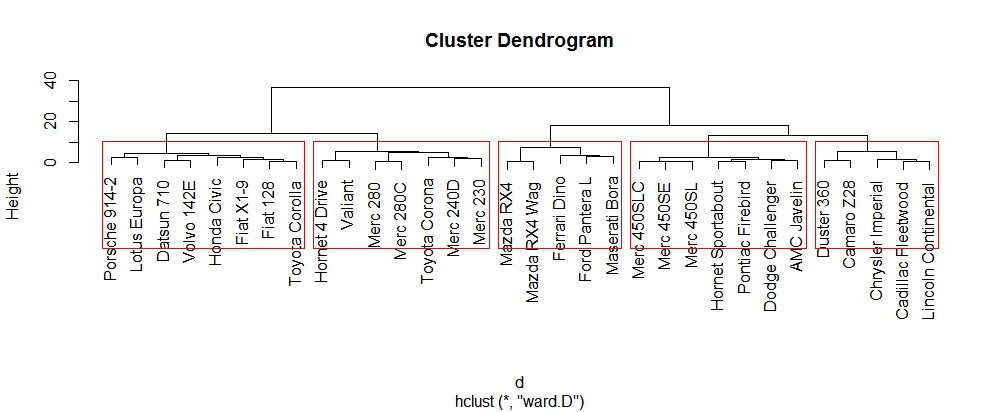 Cluster Dendrogram
Height
40
20
0
Porsche 914-2
Lotus Europa
Datsun 710
Volvo 142E
Honda Civic
Fiat X1-9
Fiat 128
Toyota Corolla
Hornet 4 Drive
Valiant
Merc 280
Merc 280C
Toyota Corona
Merc 240D
Merc 230
Mazda RX4
Mazda RX4 Wag
Ferrari Dino
Ford Pantera L
Maserati Bora
Merc 450SLC
Merc 450SE
Merc 450SL
Hornet Sportabout
Pontiac Firebird
Dodge Challenger
AMC Javelin
Duster 360
Camaro Z28
Chrysler Imperial
Cadillac Fleetwood
Lincoln Continental
d
hclust (*, "ward.D")